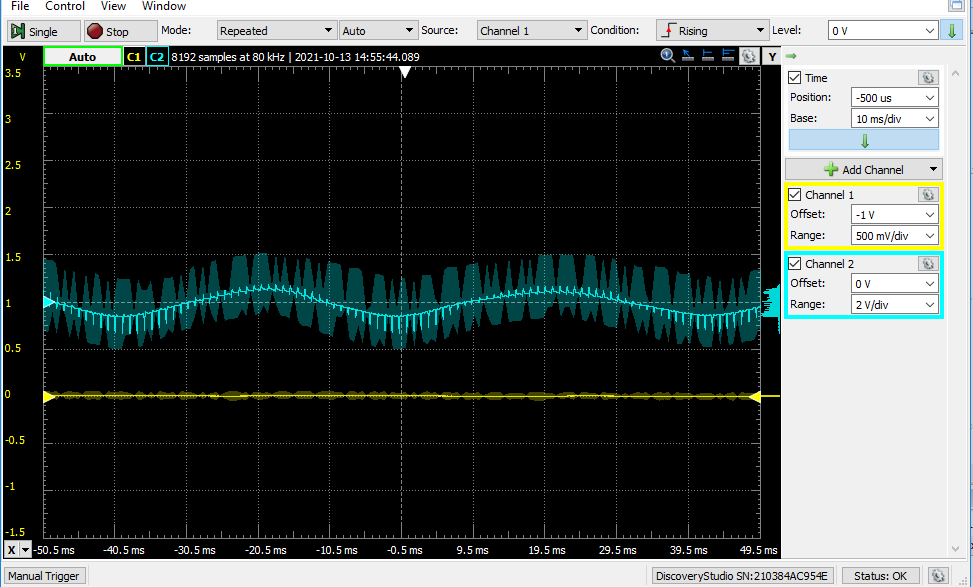 File Control View Window
Single Stop Mode: Repeated Auto Source: Channel 1 Condition: Rising Level: 0 V
V Auto C1 C2 8192 samples at 80 kHz | 2021-10-13 14:55:44.089 Y
3.5
3
2.5
2
1.5
1
0.5
0
-0.5
-1
-1.5
X -50.5 ms -40.5 ms -30.5 ms -20.5 ms -10.5 ms -0.5 ms 9.5 ms 19.5 ms 29.5 ms 39.5 ms 49.5 ms
Time
Position: -500 us
Base: 10 ms/div
Add Channel
Channel 1
Offset: -1 V
Range: 500 mV/div
Channel 2
Offset: 0 V
Range: 2 V/div
Manual Trigger DiscoveryStudio SN:210384AC954E Status: OK